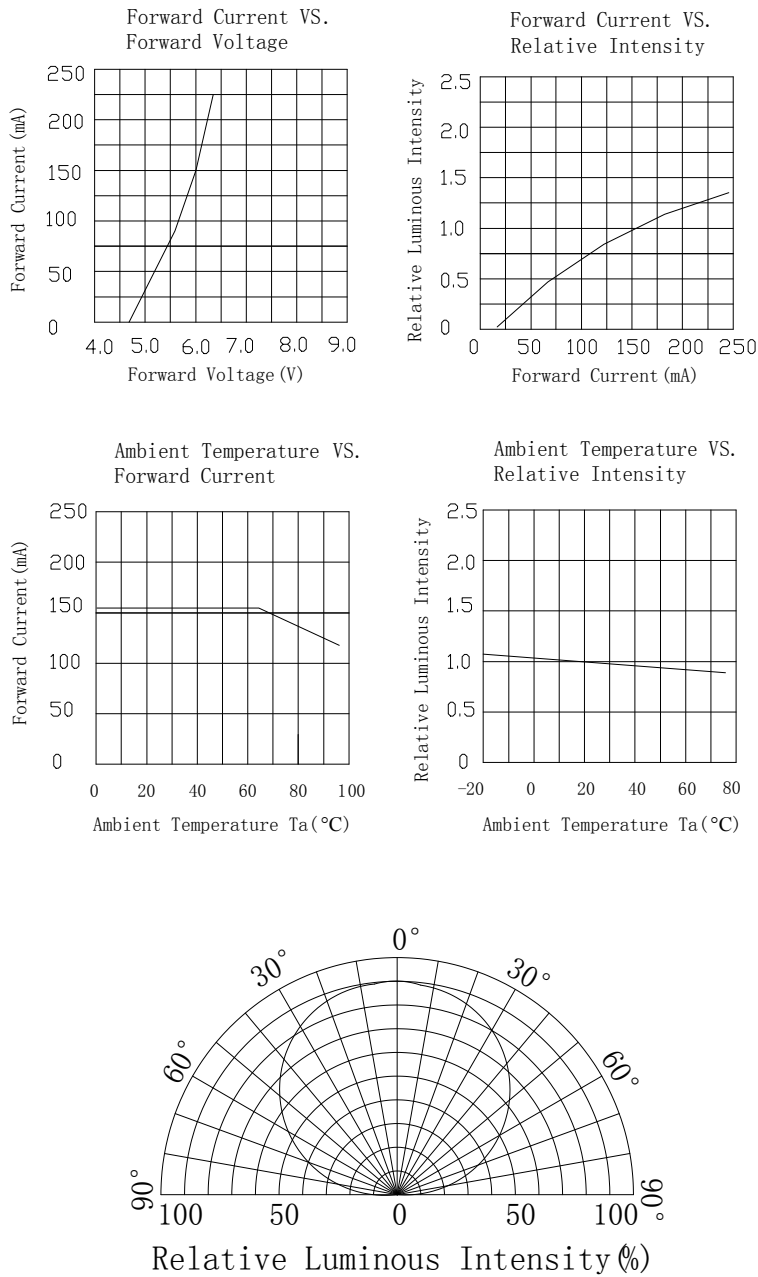 Forward Current VS.
Forward Voltage
250
200
150
100
50
0
Forward Current(mA)
4.0 5.0 6.0 7.0 8.0 9.0
Forward Voltage(V)
Forward Current VS.
Relative Intensity
2.5
2.0
1.5
1.0
0.5
0
Relative Luminous Intensity
0 50 100 150 200 250
Forward Current(mA)
Ambient Temperature VS.
Forward Current
250
200
150
100
50
0
Forward Current(mA)
0 20 40 60 80 100
Ambient Temperature Ta(°C)
Ambient Temperature VS.
Relative Intensity
2.5
2.0
1.5
1.0
0.5
0
Relative Luminous Intensity
-20 0 20 40 60 80
Ambient Temperature Ta(°C)
0°
30° 30°
60° 60°
90° 90°
100 50 0 50 100
Relative Luminous Intensity(%)